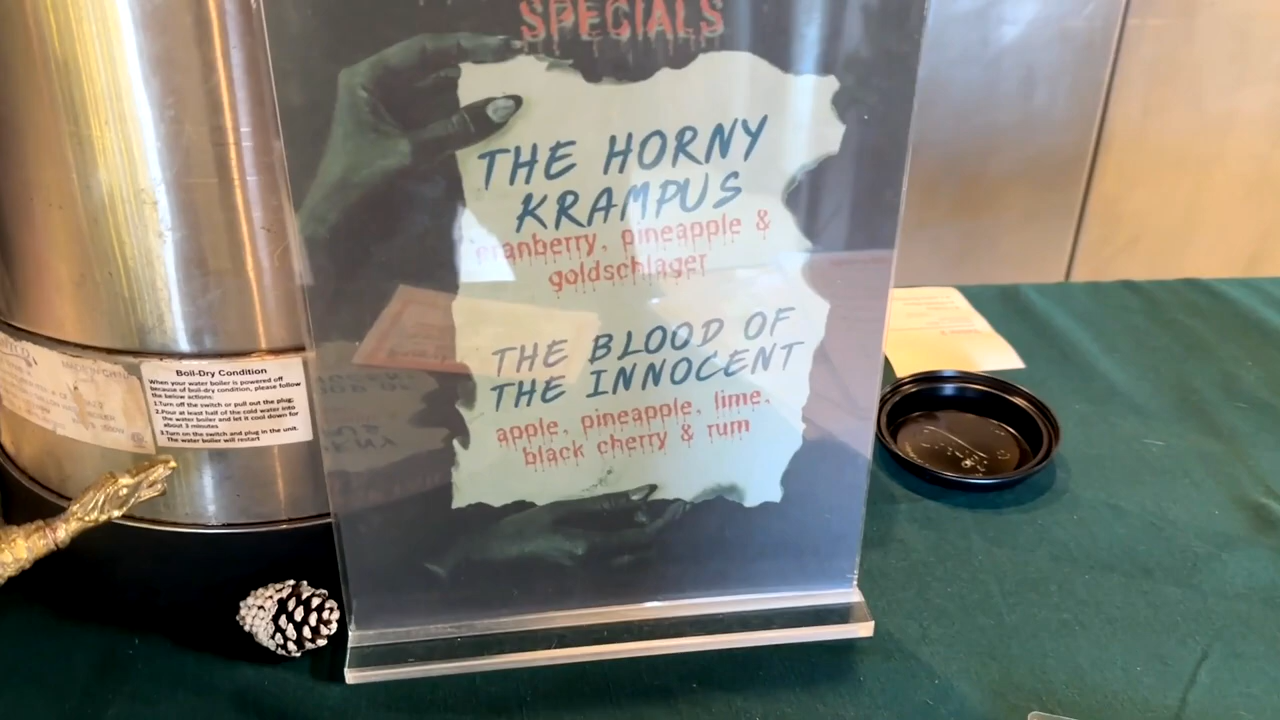 SPECIALS
THE HORNY
KRAMPUS
cranberry, pineapple &
goldschlager
THE BLOOD OF
THE INNOCENT
apple, pineapple, lime,
black cherry & rum
Boil-Dry Condition
When your water boiler is powered off
because of boil-dry condition, please follow
the below actions:
1.Turn off the switch or pull out the plug;
2.Pour at least half of the cold water into
the water boiler and let it cool down for
about 3 minutes
3.Turn on the switch and plug in the unit.
The water boiler will restart